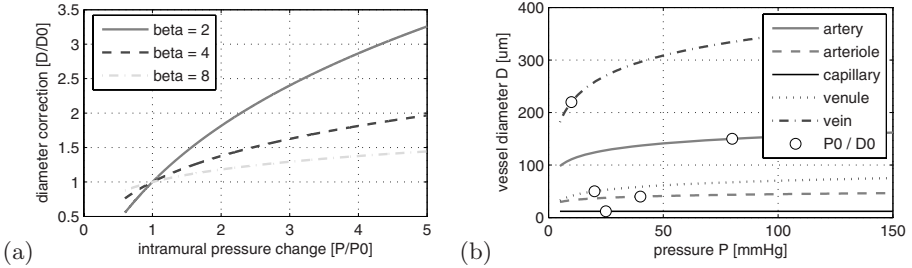 3.5
3
2.5
2
1.5
1
0.5
diameter correction [D/D0]
beta = 2
beta = 4
beta = 8
0 1 2 3 4 5
intramural pressure change [P/P0]
(a)
400
300
200
100
0
vessel diameter D [um]
artery
arteriole
capillary
venule
vein
P0 / D0
0 50 100 150
pressure P [mmHg]
(b)